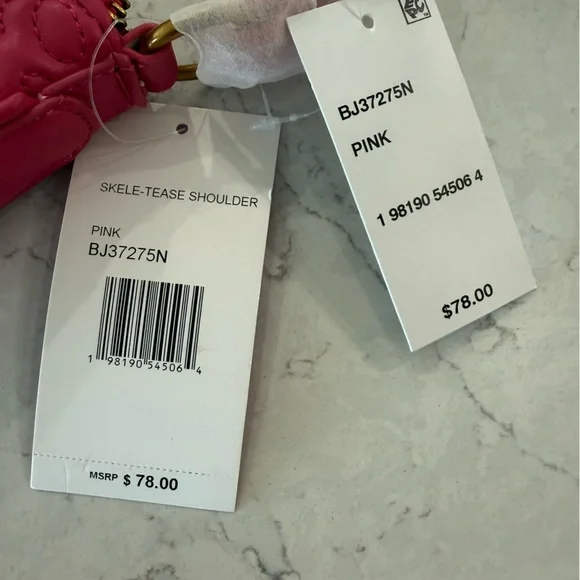 SKELE-TEASE SHOULDER
PINK
BJ37275N
1 98190 54506 4
MSRP $ 78.00
BJ37275N
PINK
1 98190 54506 4
$78.00